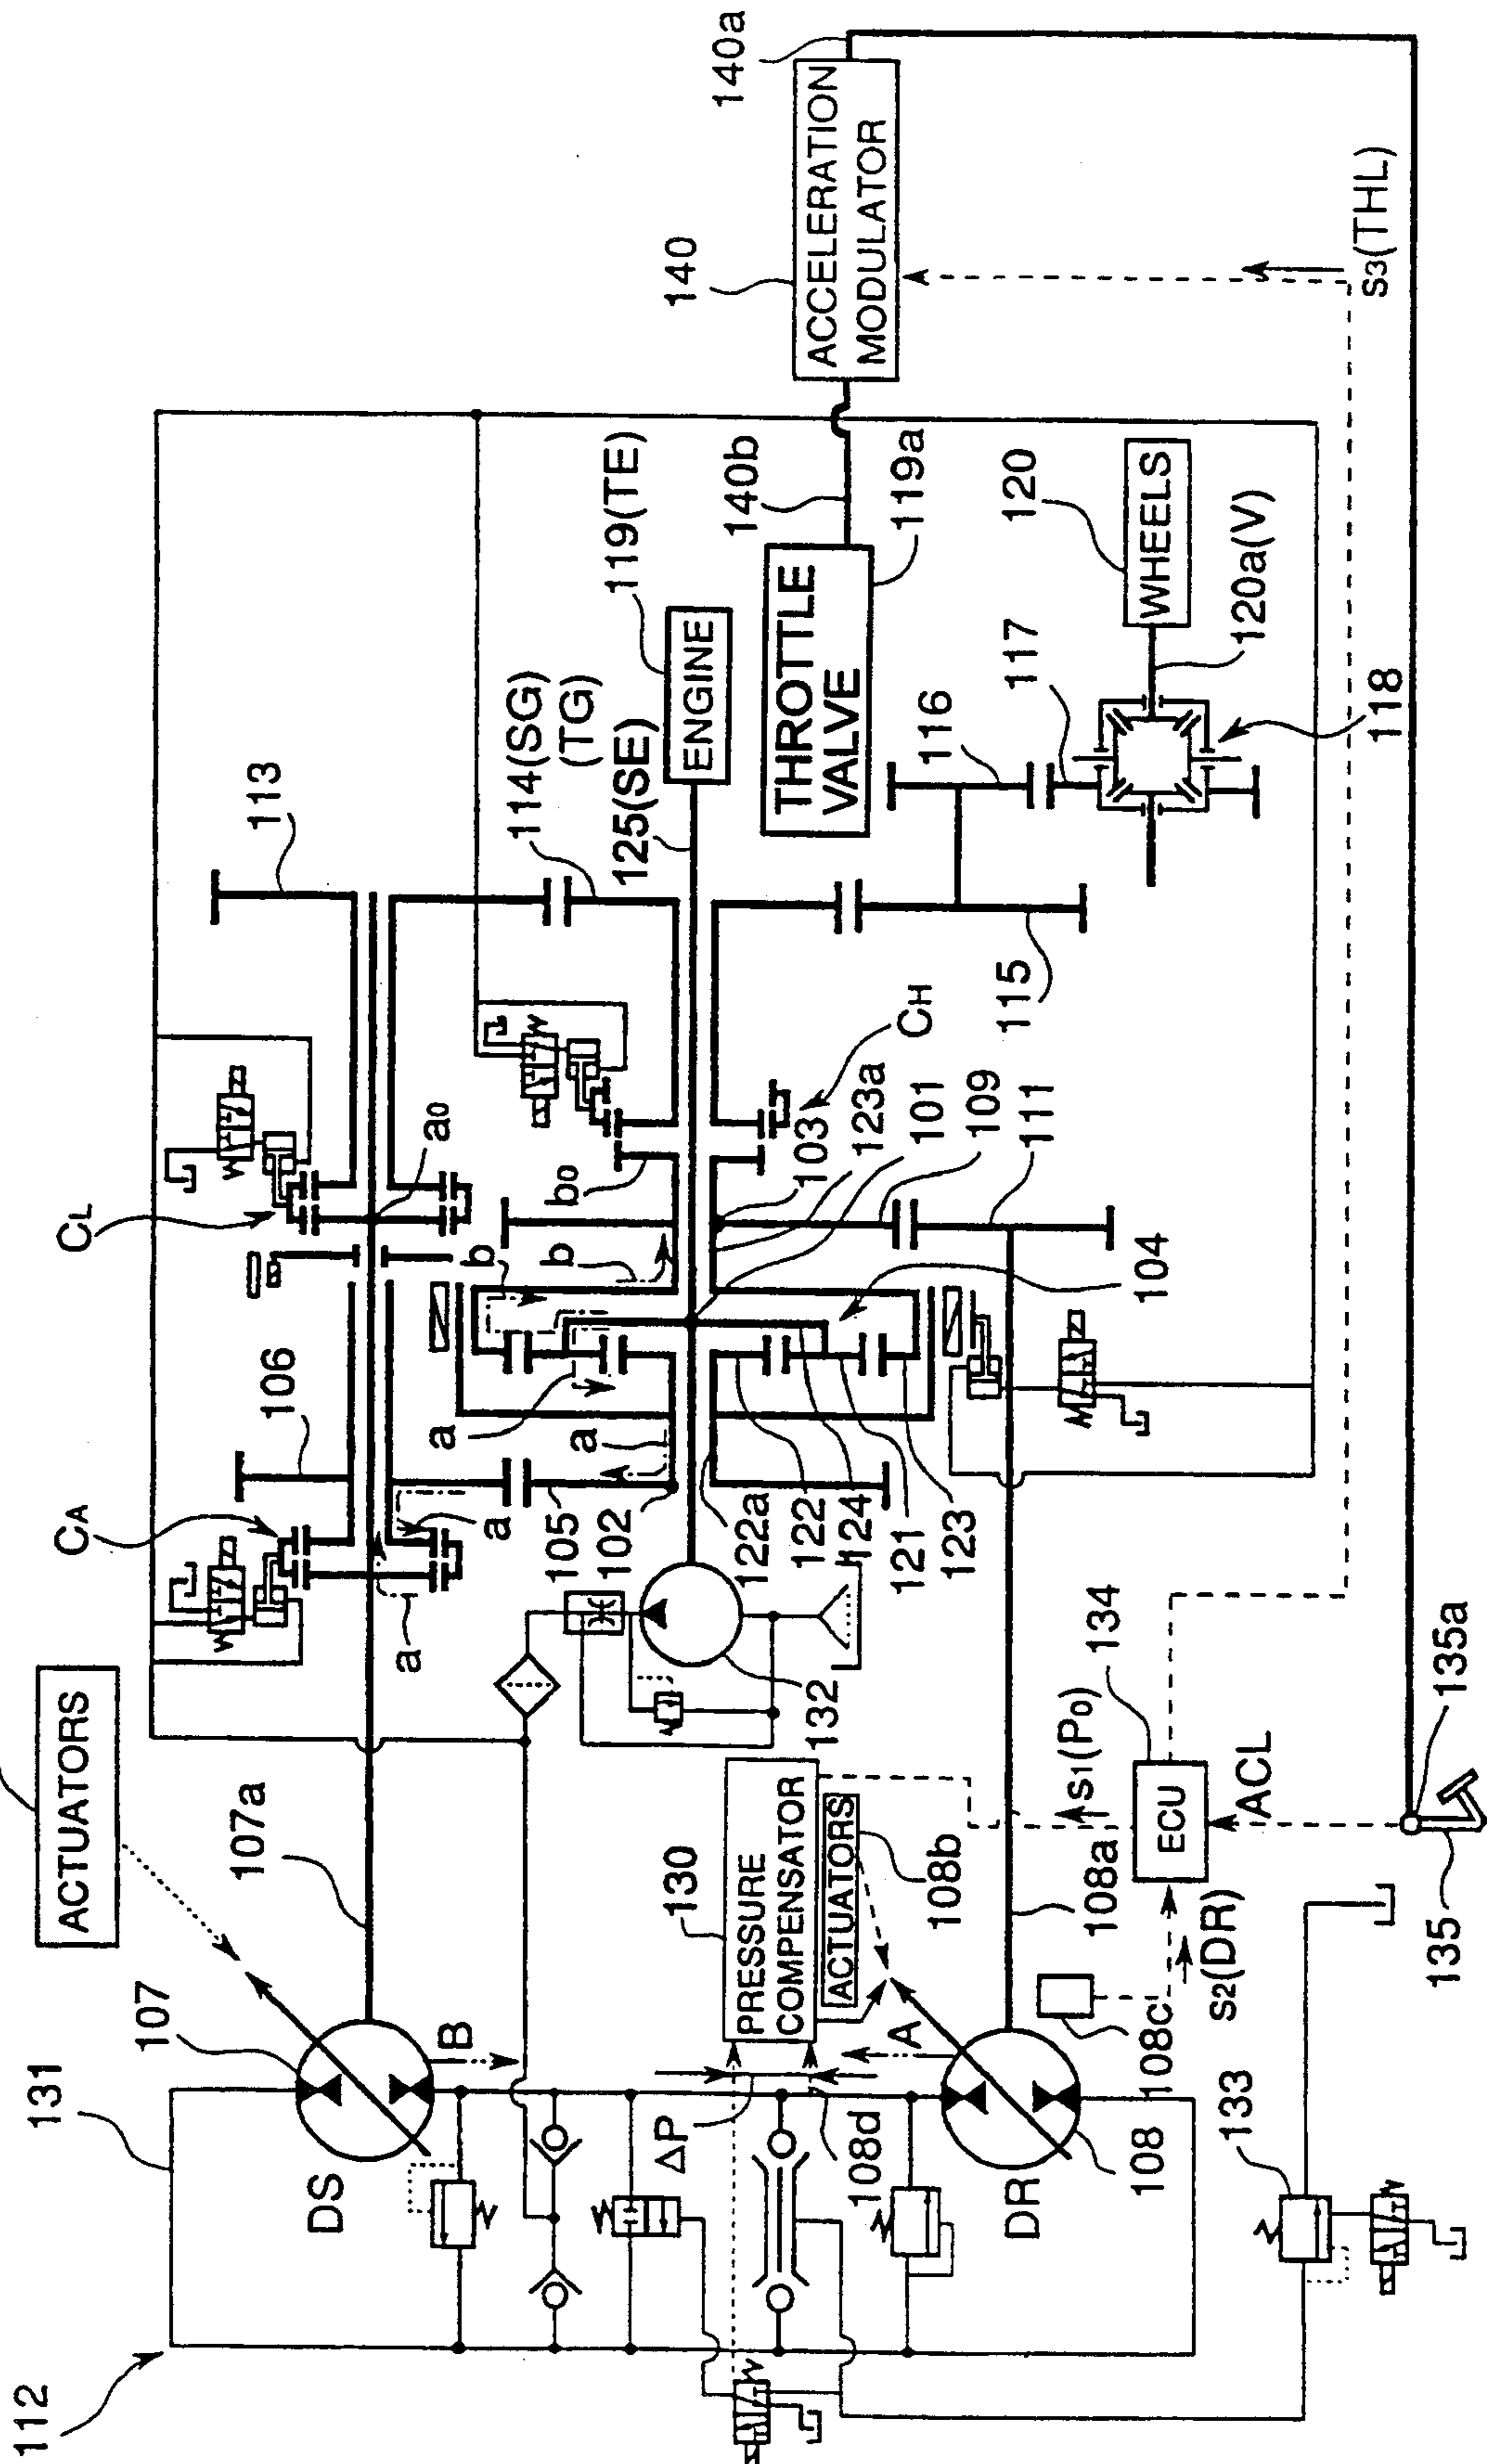 112
131
107
DS
B
107a
ACTUATORS
CA
106
CL
a0
113
a
a
a
a
105
102
b
b
b0
114(SG)
(TG)
125(SE)
119(TE)
ENGINE
140
140a
ACCELERATION
MODULATOR
140b
THROTTLE
VALVE
119a
116
117
120
WHEELS
120a(V)
118
S3(THL)
115
CH
103
123a
101
109
111
104
122a
122
124
121
123
132
130
PRESSURE
COMPENSATOR
ACTUATORS
108b
ΔP
108d
A
DR
108
108a
S1(P0)
134
ECU
ACL
108c
S2(DR)
133
135
135a